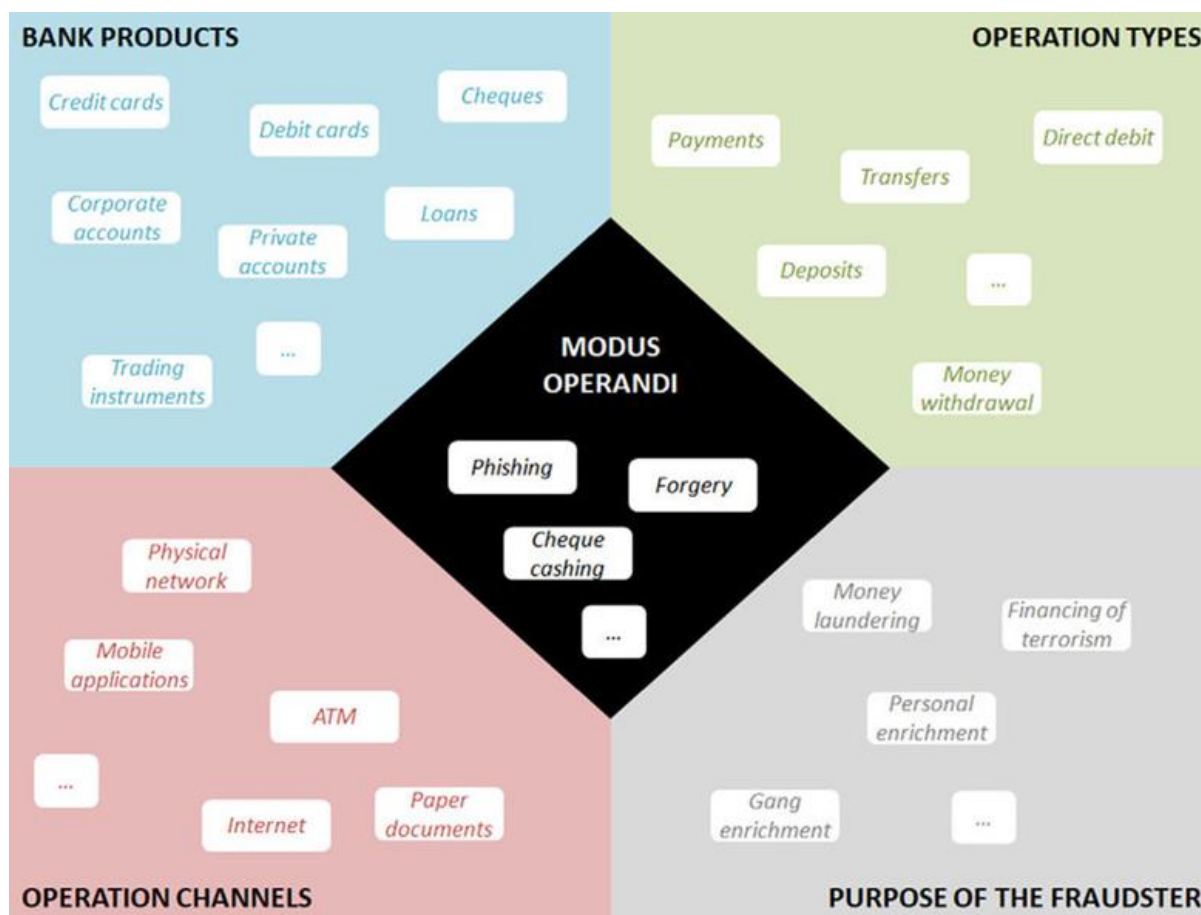 BANK PRODUCTS
Credit cards
Debit cards
Cheques
Corporate
accounts
Private
accounts
Loans
...
Trading
instruments
OPERATION TYPES
Payments
Transfers
Direct debit
Deposits
...
Money
withdrawal
MODUS
OPERANDI
Phishing
Forgery
Cheque
cashing
...
Physical
network
Mobile
applications
ATM
...
Internet
Paper
documents
OPERATION CHANNELS
Money
laundering
Financing of
terrorism
Personal
enrichment
Gang
enrichment
...
PURPOSE OF THE FRAUDSTER